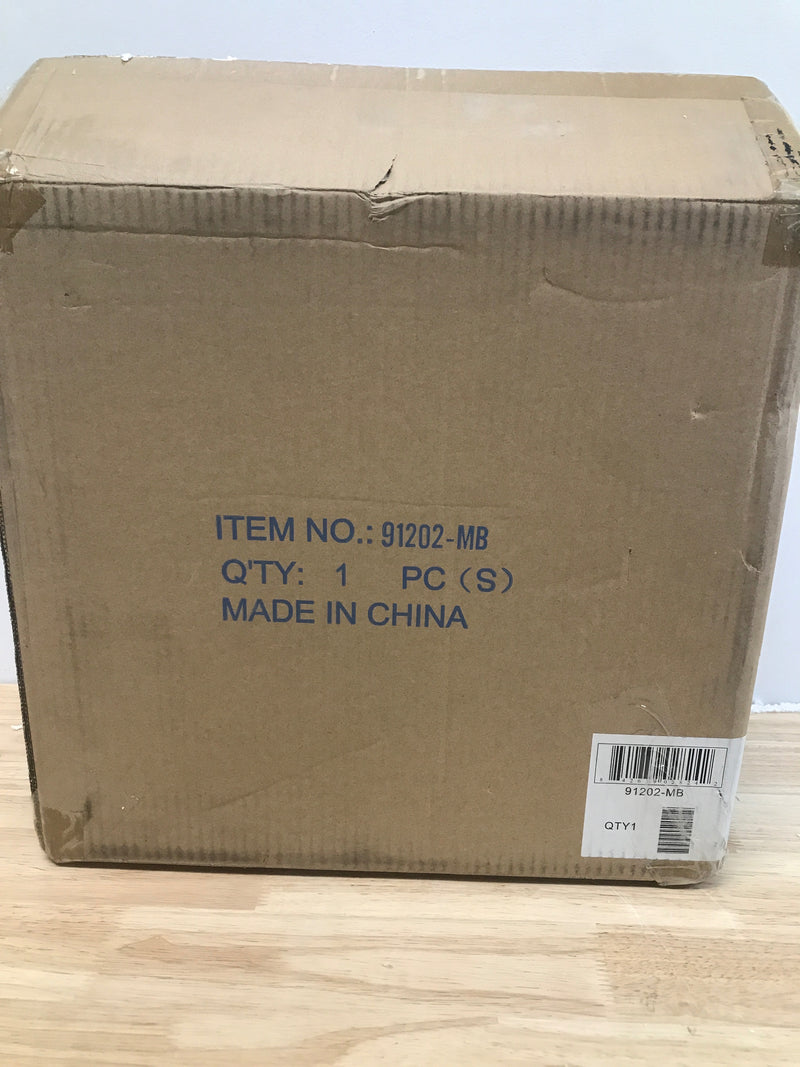 ITEM NO.: 91202-MB
Q'TY: 1 PC（S）
MADE IN CHINA
91202-MB
QTY1